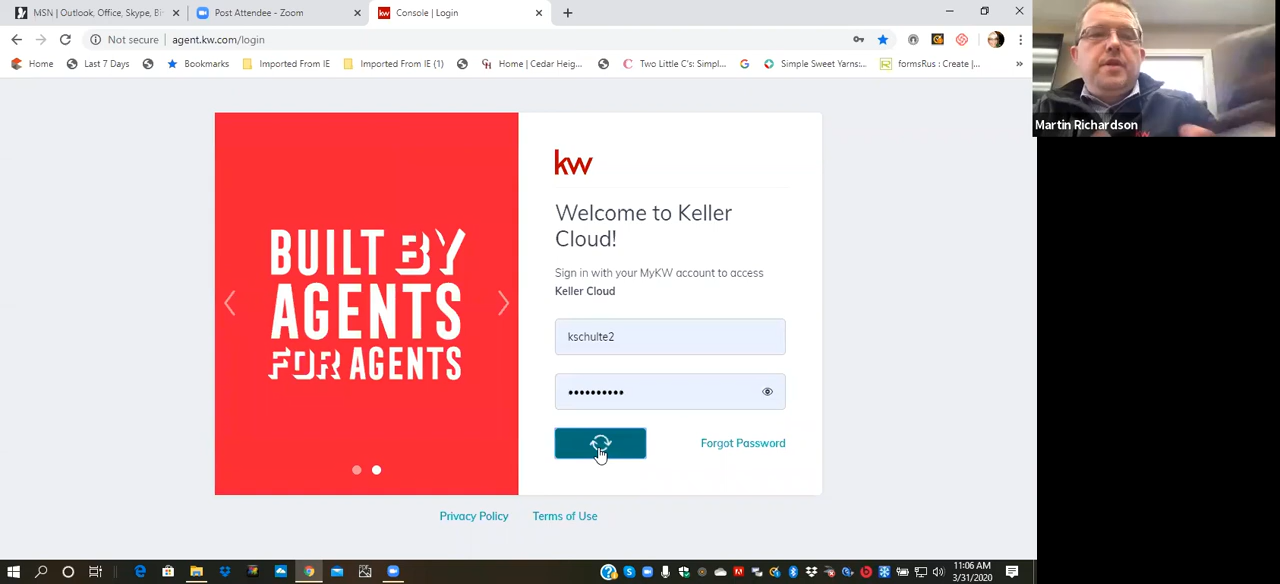 MSN | Outlook, Office, Skype, Bi
Post Attendee - Zoom
Console | Login
Not secure
agent.kw.com/login
Home
Last 7 Days
Bookmarks
Imported From IE
Imported From IE (1)
Home | Cedar Heig...
Two Little C's: Simpl...
Simple Sweet Yarns:...
formsRus : Create |...
Martin Richardson
BUILT BY
AGENTS
FOR AGENTS
kw
Welcome to Keller
Cloud!
Sign in with your MyKW account to access
Keller Cloud
kschulte2
Forgot Password
Privacy Policy
Terms of Use
11:06 AM
3/31/2020